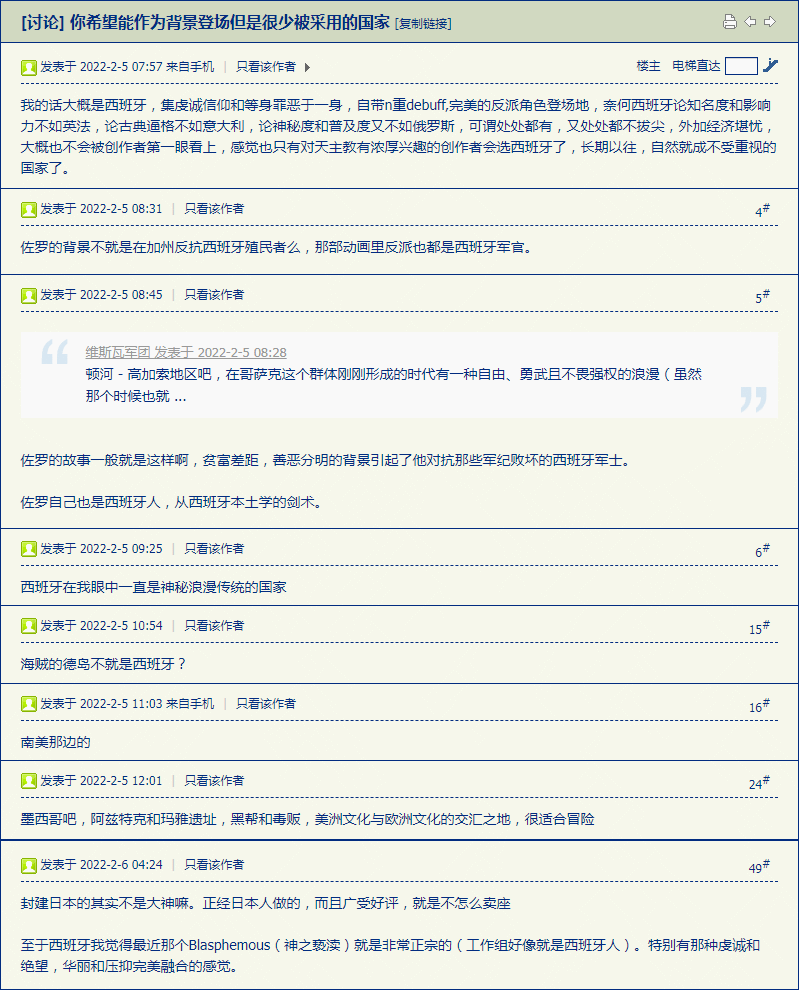 [讨论] 你希望能作为背景登场但是很少被采用的国家 [复制链接]
发表于 2022-2-5 07:57 来自手机 | 只看该作者 楼主 电梯直达
我的话大概是西班牙，集虔诚信仰和等身罪恶于一身，自带n重debuff,完美的反派角色登场地，奈何西班牙论知名度和影响
力不如英法，论古典逼格不如意大利，论神秘度和普及度又不如俄罗斯，可谓处处都有，又处处都不拔尖，外加经济堪忧，
大概也不会被创作者第一眼看上，感觉也只有对天主教有浓厚兴趣的创作者会选西班牙了，长期以往，自然就成不受重视的
国家了。
发表于 2022-2-5 08:31 | 只看该作者 4#
佐罗的背景不就是在加州反抗西班牙殖民者么，那部动画里反派也都是西班牙军官。
发表于 2022-2-5 08:45 | 只看该作者 5#
维斯瓦军团 发表于 2022-2-5 08:28
顿河 - 高加索地区吧，在哥萨克这个群体刚刚形成的时代有一种自由、勇武且不畏强权的浪漫（虽然
那个时候也就 ...
佐罗的故事一般就是这样啊，贫富差距，善恶分明的背景引起了他对抗那些军纪败坏的西班牙军士。
佐罗自己也是西班牙人，从西班牙本土学的剑术。
发表于 2022-2-5 09:25 | 只看该作者 6#
西班牙在我眼中一直是神秘浪漫传统的国家
发表于 2022-2-5 10:54 | 只看该作者 15#
海贼的德岛不就是西班牙？
发表于 2022-2-5 11:03 来自手机 | 只看该作者 16#
南美那边的
发表于 2022-2-5 12:01 | 只看该作者 24#
墨西哥吧，阿兹特克和玛雅遗址，黑帮和毒贩，美洲文化与欧洲文化的交汇之地，很适合冒险
发表于 2022-2-6 04:24 | 只看该作者 49#
封建日本的其实不是大神嘛。正经日本人做的，而且广受好评，就是不怎么卖座
至于西班牙我觉得最近那个Blasphemous（神之亵渎）就是非常正宗的（工作组好像就是西班牙人）。特别有那种虔诚和
绝望，华丽和压抑完美融合的感觉。